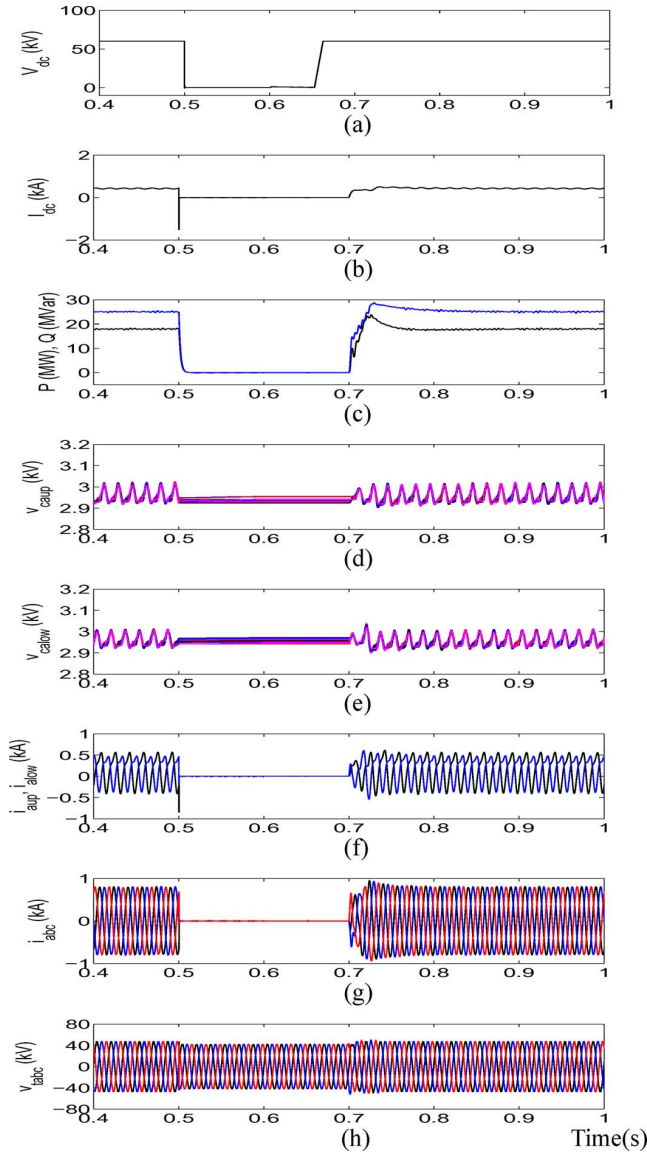 100
50
0
V_dc (kV)
0.4 0.5 0.6 0.7 0.8 0.9 1
(a)
2
0
−2
I_dc (kA)
0.4 0.5 0.6 0.7 0.8 0.9 1
(b)
30
20
10
0
P (MW), Q (MVar)
0.4 0.5 0.6 0.7 0.8 0.9 1
(c)
3.2
3.1
3
2.9
2.8
v_caup (kV)
0.4 0.5 0.6 0.7 0.8 0.9 1
(d)
3.2
3.1
3
2.9
2.8
v_calow (kV)
0.4 0.5 0.6 0.7 0.8 0.9 1
(e)
1
0.5
0
−0.5
−1
i_aup, i_alow (kA)
0.4 0.5 0.6 0.7 0.8 0.9 1
(f)
1
0
−1
i_abc (kA)
0.4 0.5 0.6 0.7 0.8 0.9 1
(g)
80
40
0
−40
−80
v_tabc (kV)
0.4 0.5 0.6 0.7 0.8 0.9 1
(h) Time(s)